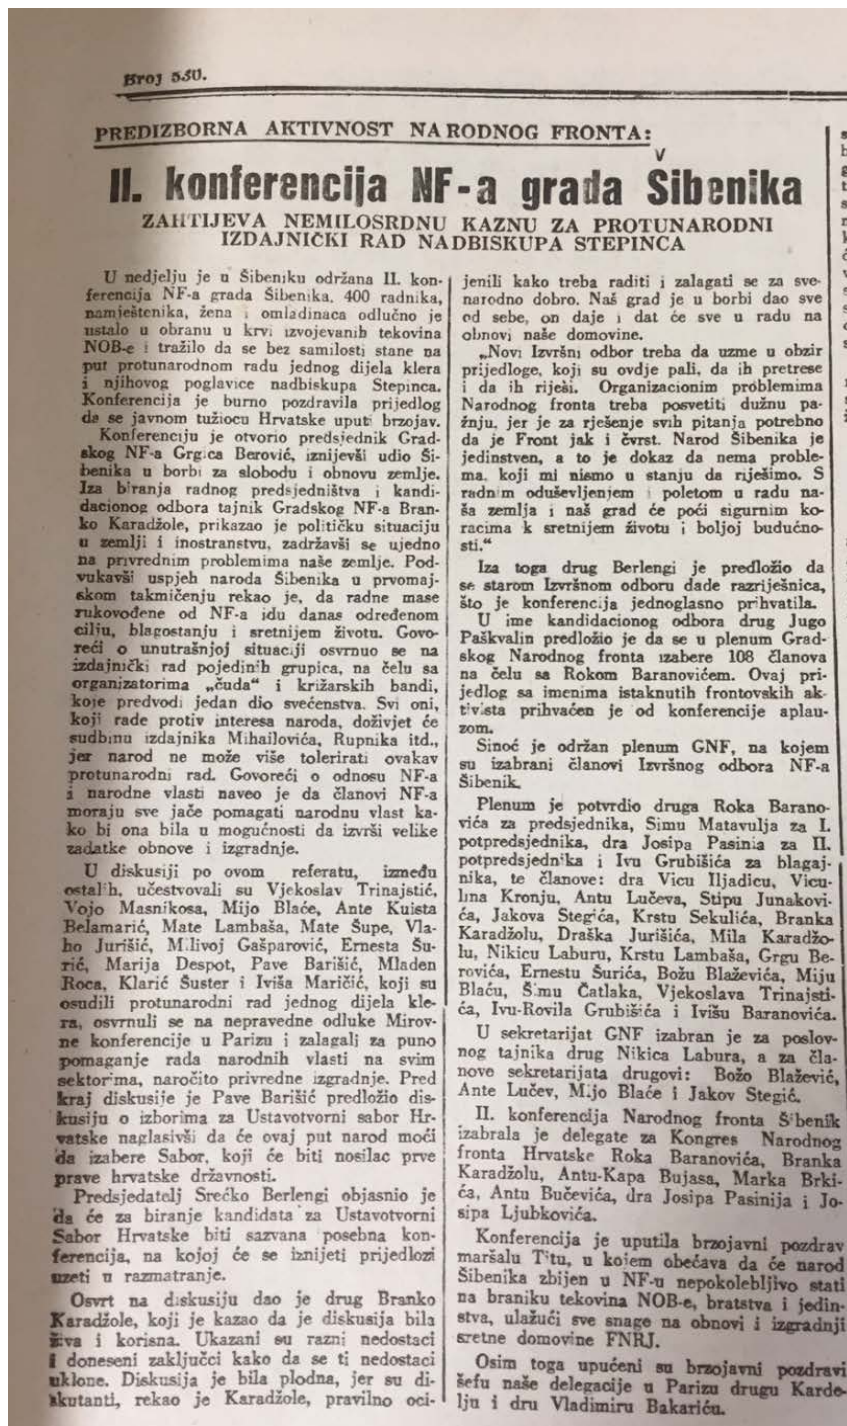 Broj 530.
PREDIZBORNA AKTIVNOST NARODNOG FRONTA:
II. konferencija NF-a grada Šibenika
ZAHTIJEVA NEMILOSRDNU KAZNU ZA PROTUNARODNI
IZDAJNIČKI RAD NADBISKUPA STEPINCA
U nedjelju je u Šibeniku održana II. kon-
ferencija NF-a grada Šibenika. 400 radnika,
namještenika, žena i omladinaca odlučno je
ustalo u obranu u krvi izvojevanih tekovina
NOB-e i tražilo da se bez samilosti stane na
put protunarodnom radu jednog dijela klera
i njihovog poglavice nadbiskupa Stepinca.
Konferencija je burno pozdravila prijedlog
da se javnom tužiocu Hrvatske uputi brzojav.
Konferenciju je otvorio predsjednik Grad-
skog NF-a Grgica Berović, iznijevši udio Ši-
benika u borbi za slobodu i obnovu zemlje.
Iza biranja radnog predsjedništva i kandi-
dacionog odbora tajnik Gradskog NF-a Bran-
ko Karadžole, prikazao je političku situaciju
u zemlji i inostranstvu, zadržavši se ujedno
na privrednim problemima naše zemlje. Pod-
vukavši uspjeh naroda Šibenika u prvomaj-
skom takmičenju rekao je, da radne mase
rukovođene od NF-a idu danas određenom
cilju, blagostanju i sretnijem životu. Govo-
reći o unutrašnjoj situaciji osvrnuo se na
izdajnički rad pojedinih grupica, na čelu sa
organizatorima „čuda“ i križarskih bandi,
koje predvodi jedan dio svećenstva. Svi oni,
koji rade protiv interesa naroda, doživjet će
sudbinu izdajnika Mihailovića, Rupnika itd.,
jer narod ne može više tolerirati ovakav
protunarodni rad. Govoreći o odnosu NF-a
i narodne vlasti naveo je da članovi NF-a
moraju sve jače pomagati narodnu vlast ka-
ko bi ona bila u mogućnosti da izvrši velike
zadatke obnove i izgradnje.
U diskusiji po ovom referatu, između
ostalih, učestvovali su Vjekoslav Trinajstić,
Vojo Masnikosa, Mijo Blaće, Ante Kuista
Belamarić, Mate Lambaša, Mate Šupe, Vla-
ho Jurišić, Milivoj Gašparović, Ernesta Šu-
rić, Marija Despot, Pave Barišić, Mladen
Roca, Klarić Šuster i Iviša Maričić, koji su
osudili protunarodni rad jednog dijela kle-
ra, osvrnuli se na nepravedne odluke Mirov-
ne konferencije u Parizu i zalagali za puno
pomaganje rada narodnih vlasti na svim
sektorima, naročito privredne izgradnje. Pred
kraj diskusije je Pave Barišić predložio dis-
kusiju o izborima za Ustavotvorni sabor Hr-
vatske naglasivši da će ovaj put narod moći
da izabere Sabor, koji će biti nosilac prve
prave hrvatske državnosti.
Predsjedatelj Srećko Berlengi objasnio je
da će za biranje kandidata za Ustavotvorni
Sabor Hrvatske biti sazvana posebna kon-
ferencija, na kojoj će se iznijeti prijedlozi
uzeti u razmatranje.
Osvrt na diskusiju dao je drug Branko
Karadžole, koji je kazao da je diskusija bila
živa i korisna. Ukazani su razni nedostaci
i doneseni zaključci kako da se ti nedostaci
uklone. Diskusija je bila plodna, jer su di-
skutanti, rekao je Karadžole, pravilno oci-
jenili kako treba raditi i zalagati se za sve-
narodno dobro. Naš grad je u borbi dao sve
od sebe, on daje i dat će sve u radu na
obnovi naše domovine.
„Novi Izvršni odbor treba da uzme u obzir
prijedloge, koji su ovdje pali, da ih pretrese
i da ih riješi. Organizacionim problemima
Narodnog fronta treba posvetiti dužnu pa-
žnju, jer je za rješenje svih pitanja potrebno
da je Front jak i čvrst. Narod Šibenika je
jedinstven, a to je dokaz da nema proble-
ma, koji mi nismo u stanju da riješimo. S
radnim oduševljenjem i poletom u radu na-
ša zemlja i naš grad će poći sigurnim ko-
racima k sretnijem životu i boljoj budućno-
sti.“
Iza toga drug Berlengi je predložio da
se starom Izvršnom odboru dade razriješnica,
što je konferencija jednoglasno prihvatila.
U ime kandidacionog odbora drug Jugo
Paškvalin predložio je da se u plenum Grad-
skog Narodnog fronta izabere 108 članova
na čelu sa Rokom Baranovićem. Ovaj pri-
jedlog sa imenima istaknutih frontovskih ak-
tivista prihvaćen je od konferencije aplau-
zom.
Sinoć je održan plenum GNF, na kojem
su izabrani članovi Izvršnog odbora NF-a
Šibenik.
Plenum je potvrdio druga Roka Barano-
vića za predsjednika, Simu Matavulja za I.
potpredsjednika, dra Josipa Pasinia za II.
potpredsjednika i Ivu Grubišića za blagaj-
nika, te članove: dra Vicu Iljadicu, Vicu-
lina Kronju, Antu Lučeva, Stipu Junakovi-
ća, Jakova Stegića, Krstu Sekulića, Branka
Karadžolu, Draška Jurišića, Mila Karadžo-
lu, Nikicu Laburu, Krstu Lambaša, Grgu Be-
rovića, Ernestu Šurića, Božu Blaževića, Miju
Blaću, Šimu Čatlaka, Vjekoslava Trinajsti-
ća, Ivu-Rovila Grubišića i Ivišu Baranovića.
U sekretarijat GNF izabran je za poslov-
nog tajnika drug Nikica Labura, a za čla-
nove sekretarijata drugovi: Božo Blažević,
Ante Lučev, Mijo Blaće i Jakov Stegić.
II. konferencija Narodnog fronta Šibenik
izabrala je delegate za Kongres Narodnog
fronta Hrvatske Roka Baranovića, Branka
Karadžolu, Antu-Kapa Bujasa, Marka Brki-
ća, Antu Bučevića, dra Josipa Pasinija i Jo-
sipa Ljubkovića.
Konferencija je uputila brzojavni pozdrav
maršalu Titu, u kojem obećava da će narod
Šibenika zbijen u NF-u nepokolebljivo stati
na braniku tekovina NOB-e, bratstva i jedin-
stva, ulažući sve snage na obnovi i izgradnji
sretne domovine FNRJ.
Osim toga upućeni su brzojavni pozdravi
šefu naše delegacije u Parizu drugu Karde-
lju i dru Vladimiru Bakariću.